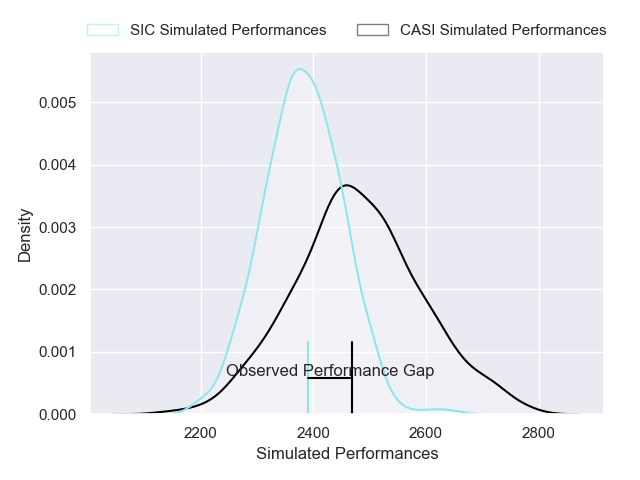 SIC Simulated Performances CASI Simulated Performances
0.005
0.004
0.003
0.002
0.001
0.000
Density
Observed Performance Gap
2200 2400 2600 2800
Simulated Performances